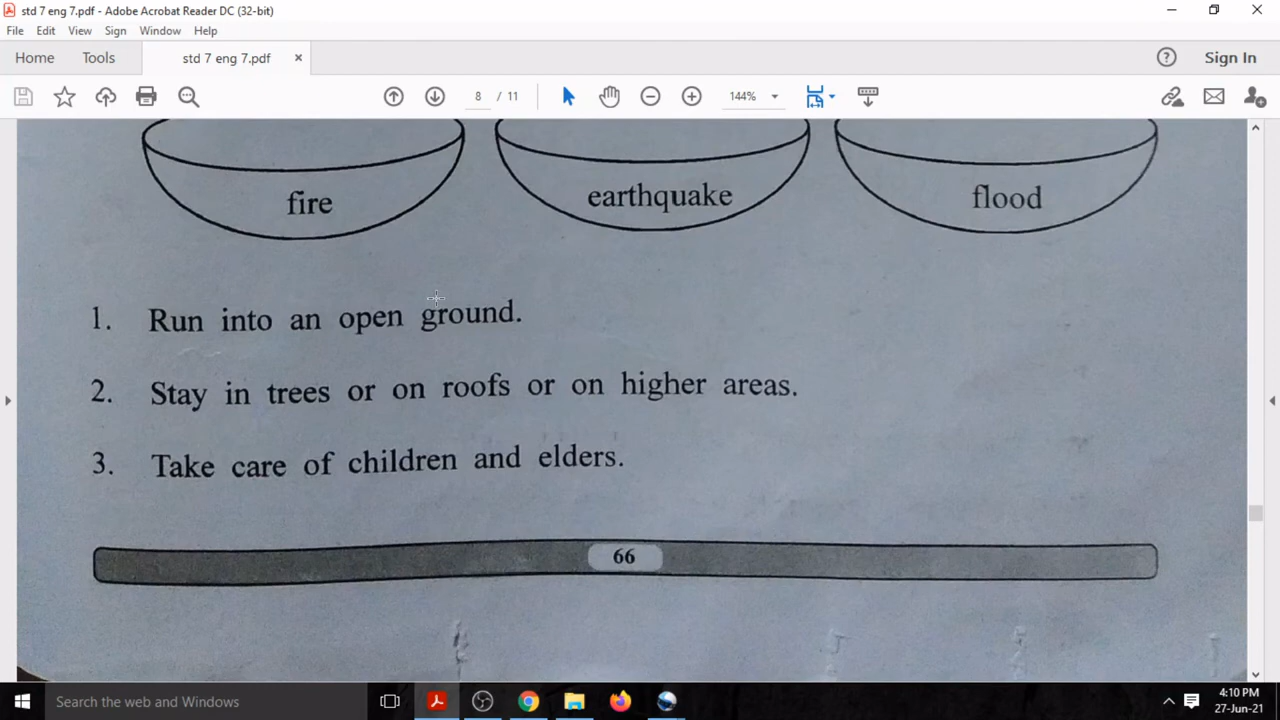 std 7 eng 7.pdf - Adobe Acrobat Reader DC (32-bit)
File Edit View Sign Window Help
Home Tools std 7 eng 7.pdf × Sign In
8 / 11 144%
fire earthquake flood
1. Run into an open ground.
2. Stay in trees or on roofs or on higher areas.
3. Take care of children and elders.
66
Search the web and Windows
4:10 PM
27-Jun-21